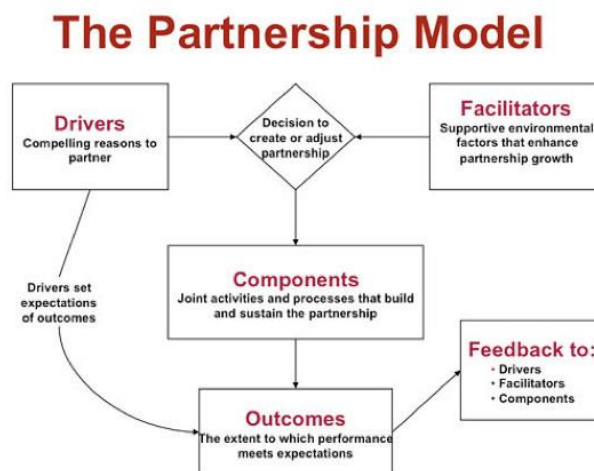 The Partnership Model
Drivers
Compelling reasons to
partner
Decision to
create or adjust
partnership
Facilitators
Supportive environmental
factors that enhance
partnership growth
Drivers set
expectations
of outcomes
Components
Joint activities and processes that build
and sustain the partnership
Outcomes
The extent to which performance
meets expectations
Feedback to:
• Drivers
• Facilitators
• Components